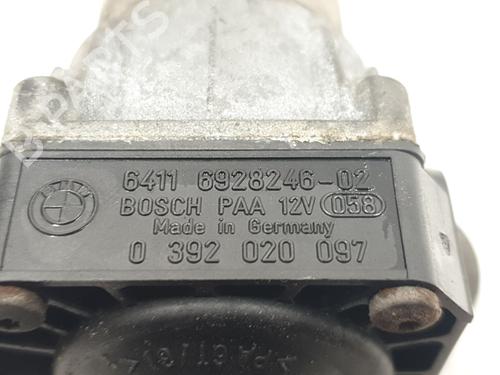 6411 6928246-02
BOSCH PAA 12V 058
Made in Germany
0 392 020 097